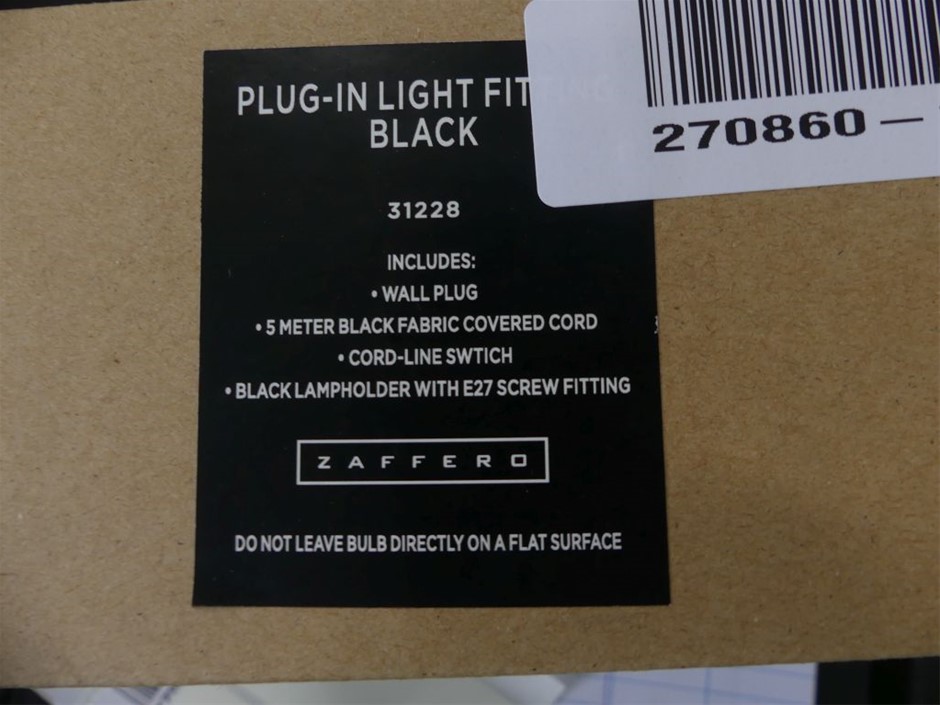 PLUG-IN LIGHT FITTING
BLACK
270860 —
31228
INCLUDES:
• WALL PLUG
• 5 METER BLACK FABRIC COVERED CORD
• CORD-LINE SWTICH
• BLACK LAMPHOLDER WITH E27 SCREW FITTING
ZAFFERO
DO NOT LEAVE BULB DIRECTLY ON A FLAT SURFACE